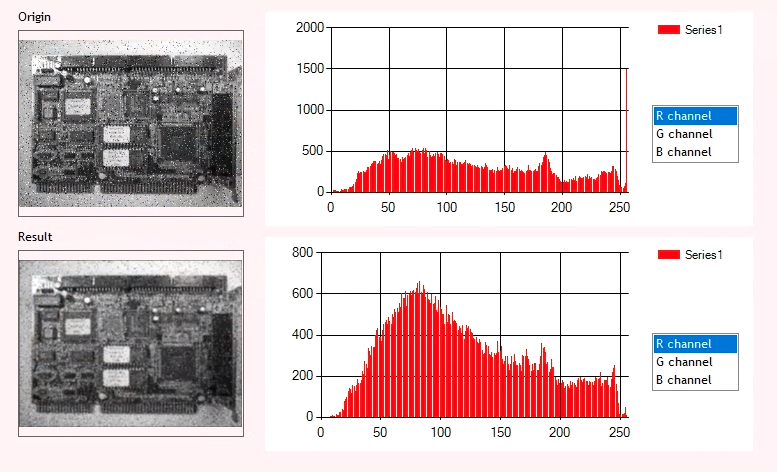 Origin
2000
1500
1000
500
0
0 50 100 150 200 250
Series1
R channel
G channel
B channel
Result
800
600
400
200
0
0 50 100 150 200 250
Series1
R channel
G channel
B channel